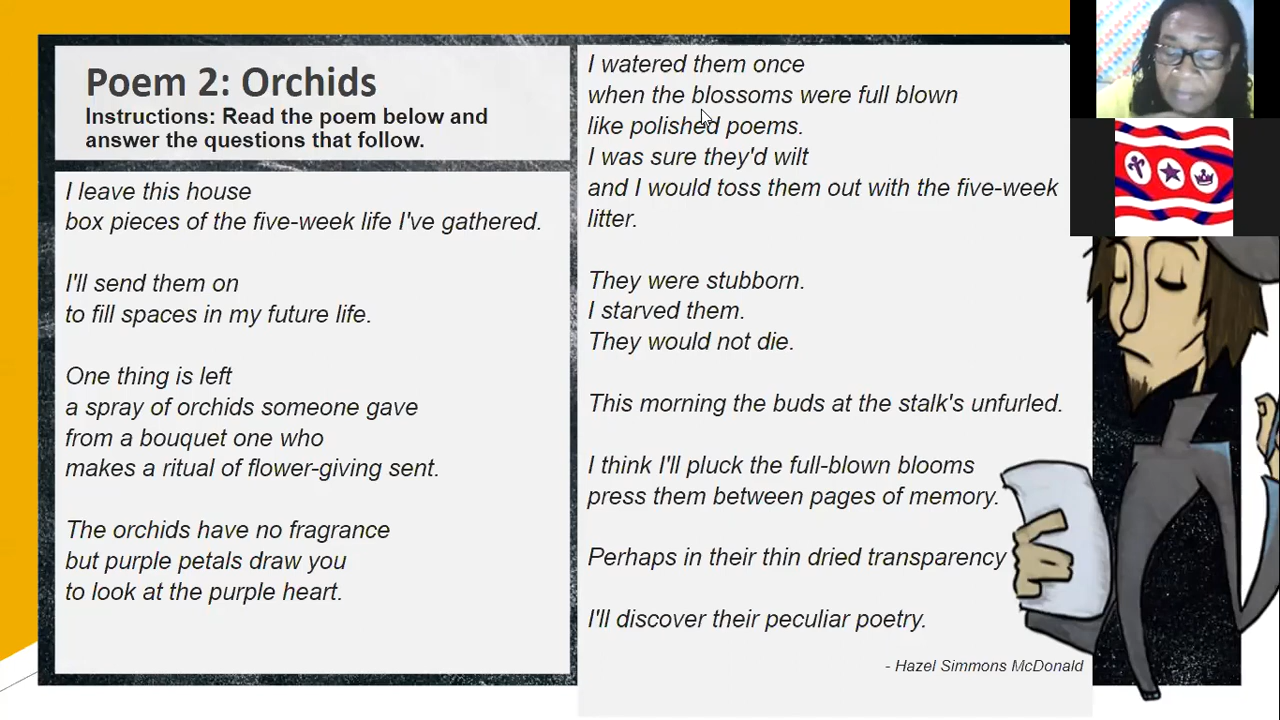 Poem 2: Orchids
Instructions: Read the poem below and
answer the questions that follow.
I leave this house
box pieces of the five-week life I've gathered.
I'll send them on
to fill spaces in my future life.
One thing is left
a spray of orchids someone gave
from a bouquet one who
makes a ritual of flower-giving sent.
The orchids have no fragrance
but purple petals draw you
to look at the purple heart.
I watered them once
when the blossoms were full blown
like polished poems.
I was sure they'd wilt
and I would toss them out with the five-week
litter.
They were stubborn.
I starved them.
They would not die.
This morning the buds at the stalk's unfurled.
I think I'll pluck the full-blown blooms
press them between pages of memory.
Perhaps in their thin dried transparency
I'll discover their peculiar poetry.
- Hazel Simmons McDonald